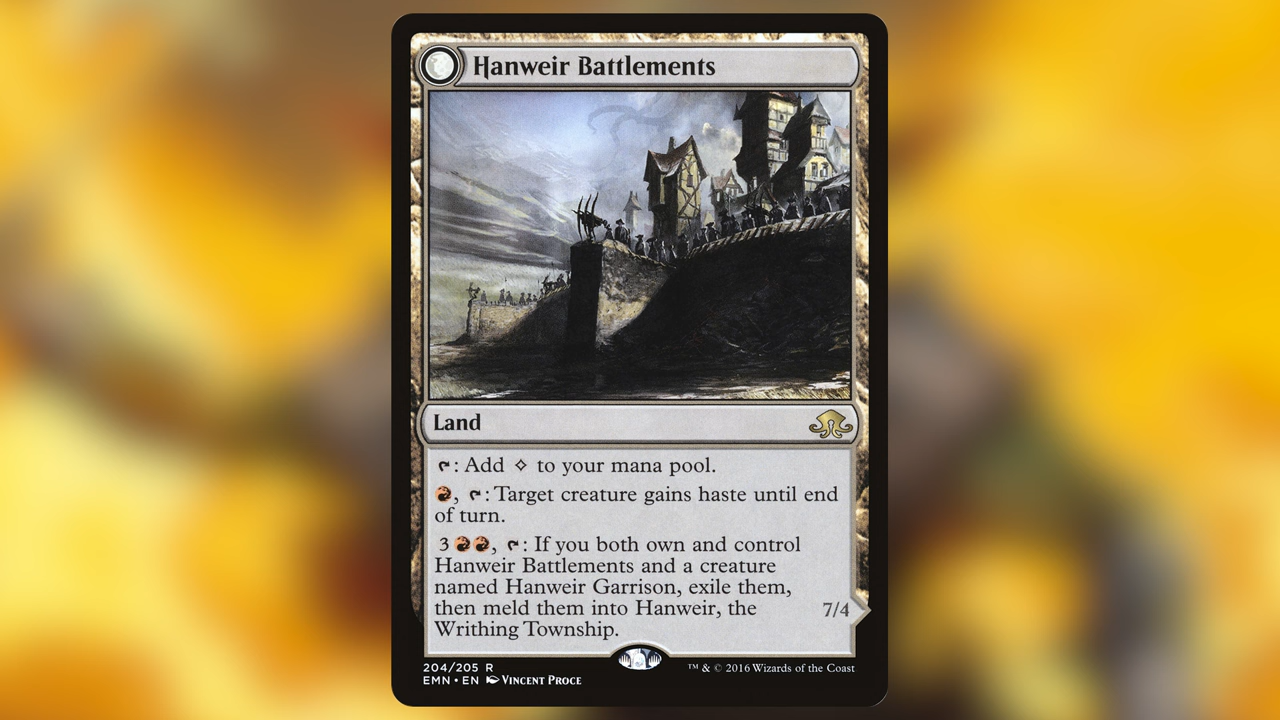 Hanweir Battlements
Land
: Add to your mana pool.
, : Target creature gains haste until end
of turn.
3, : If you both own and control
Hanweir Battlements and a creature
named Hanweir Garrison, exile them,
then meld them into Hanweir, the
Writhing Township.
7/4
204/205 R
EMN • EN Vincent Proce
™ & © 2016 Wizards of the Coast